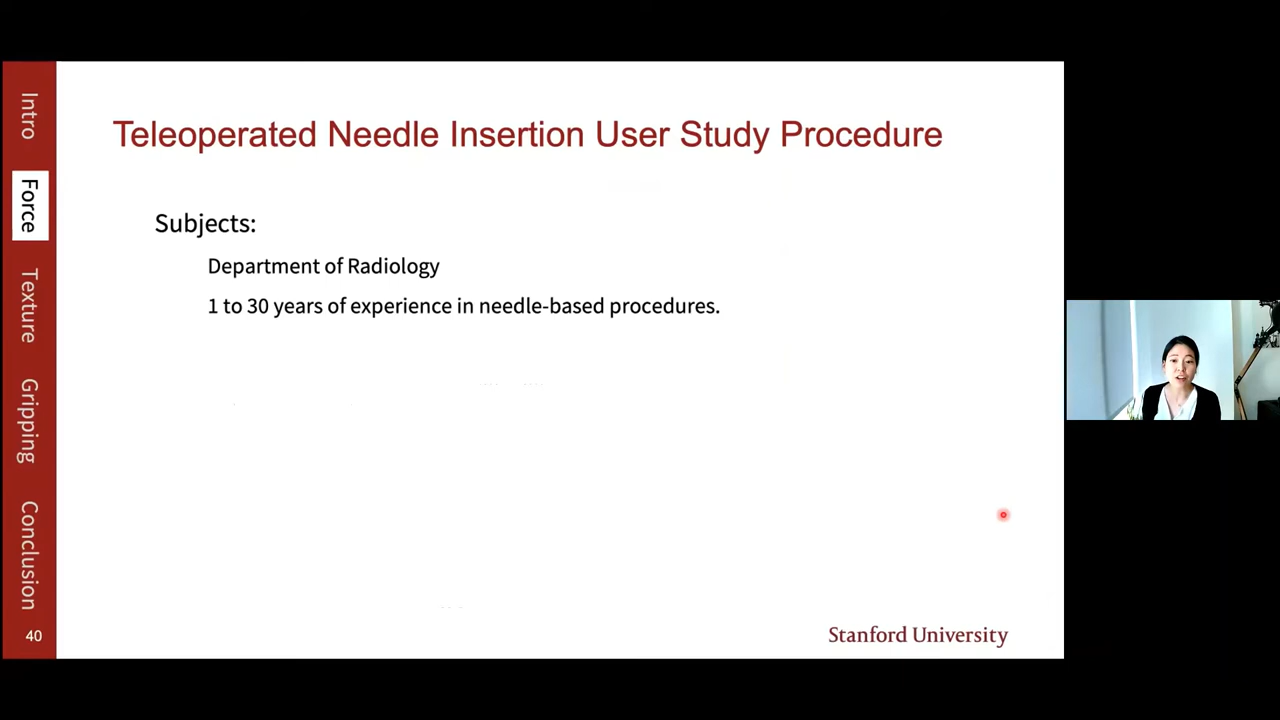 Intro
Force
Texture
Gripping
Conclusion
40
Teleoperated Needle Insertion User Study Procedure
Subjects:
Department of Radiology
1 to 30 years of experience in needle-based procedures.
Stanford University